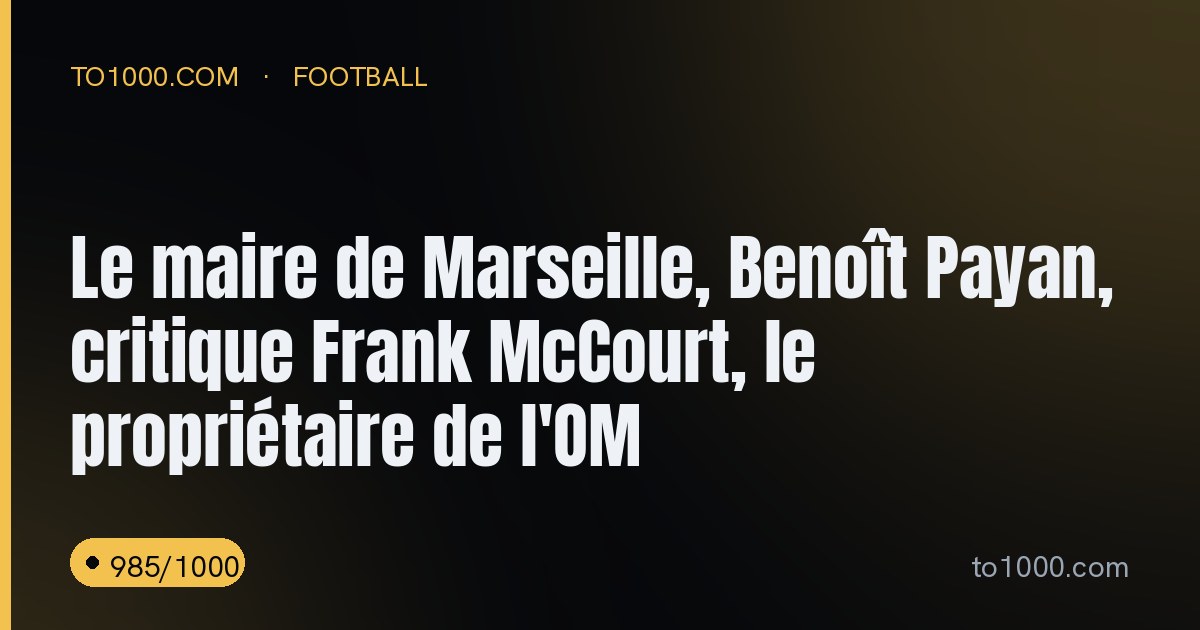 TO1000.COM · FOOTBALL
Le maire de Marseille, Benoît Payan,
critique Frank McCourt, le
propriétaire de l'OM
985/1000
to1000.com